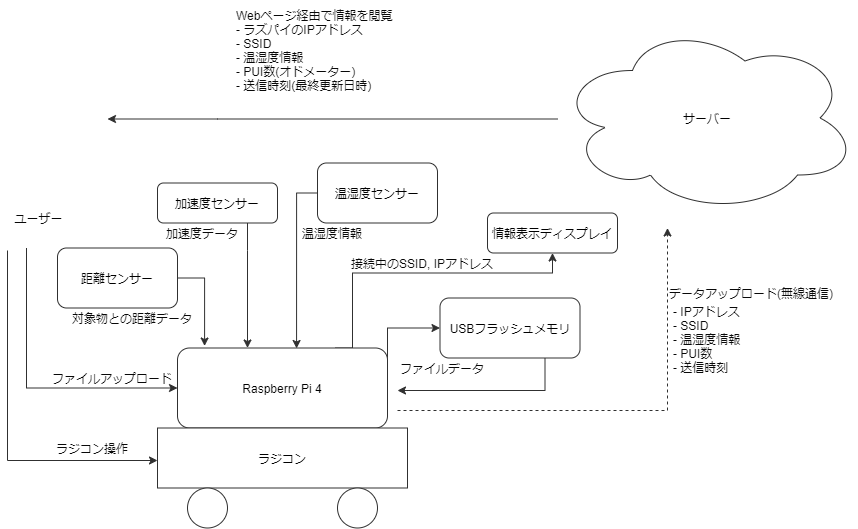 Webページ経由で情報を閲覧
- ラズパイのIPアドレス
- SSID
- 温湿度情報
- PUI数(オドメーター)
- 送信時刻(最終更新日時)
サーバー
加速度センサー
温湿度センサー
ユーザー
加速度データ
温湿度情報
情報表示ディスプレイ
距離センサー
接続中のSSID, IPアドレス
対象物との距離データ
データアップロード(無線通信)
- IPアドレス
- SSID
- 温湿度情報
- PUI数
- 送信時刻
USBフラッシュメモリ
ファイルデータ
ファイルアップロード
Raspberry Pi 4
ラジコン操作
ラジコン